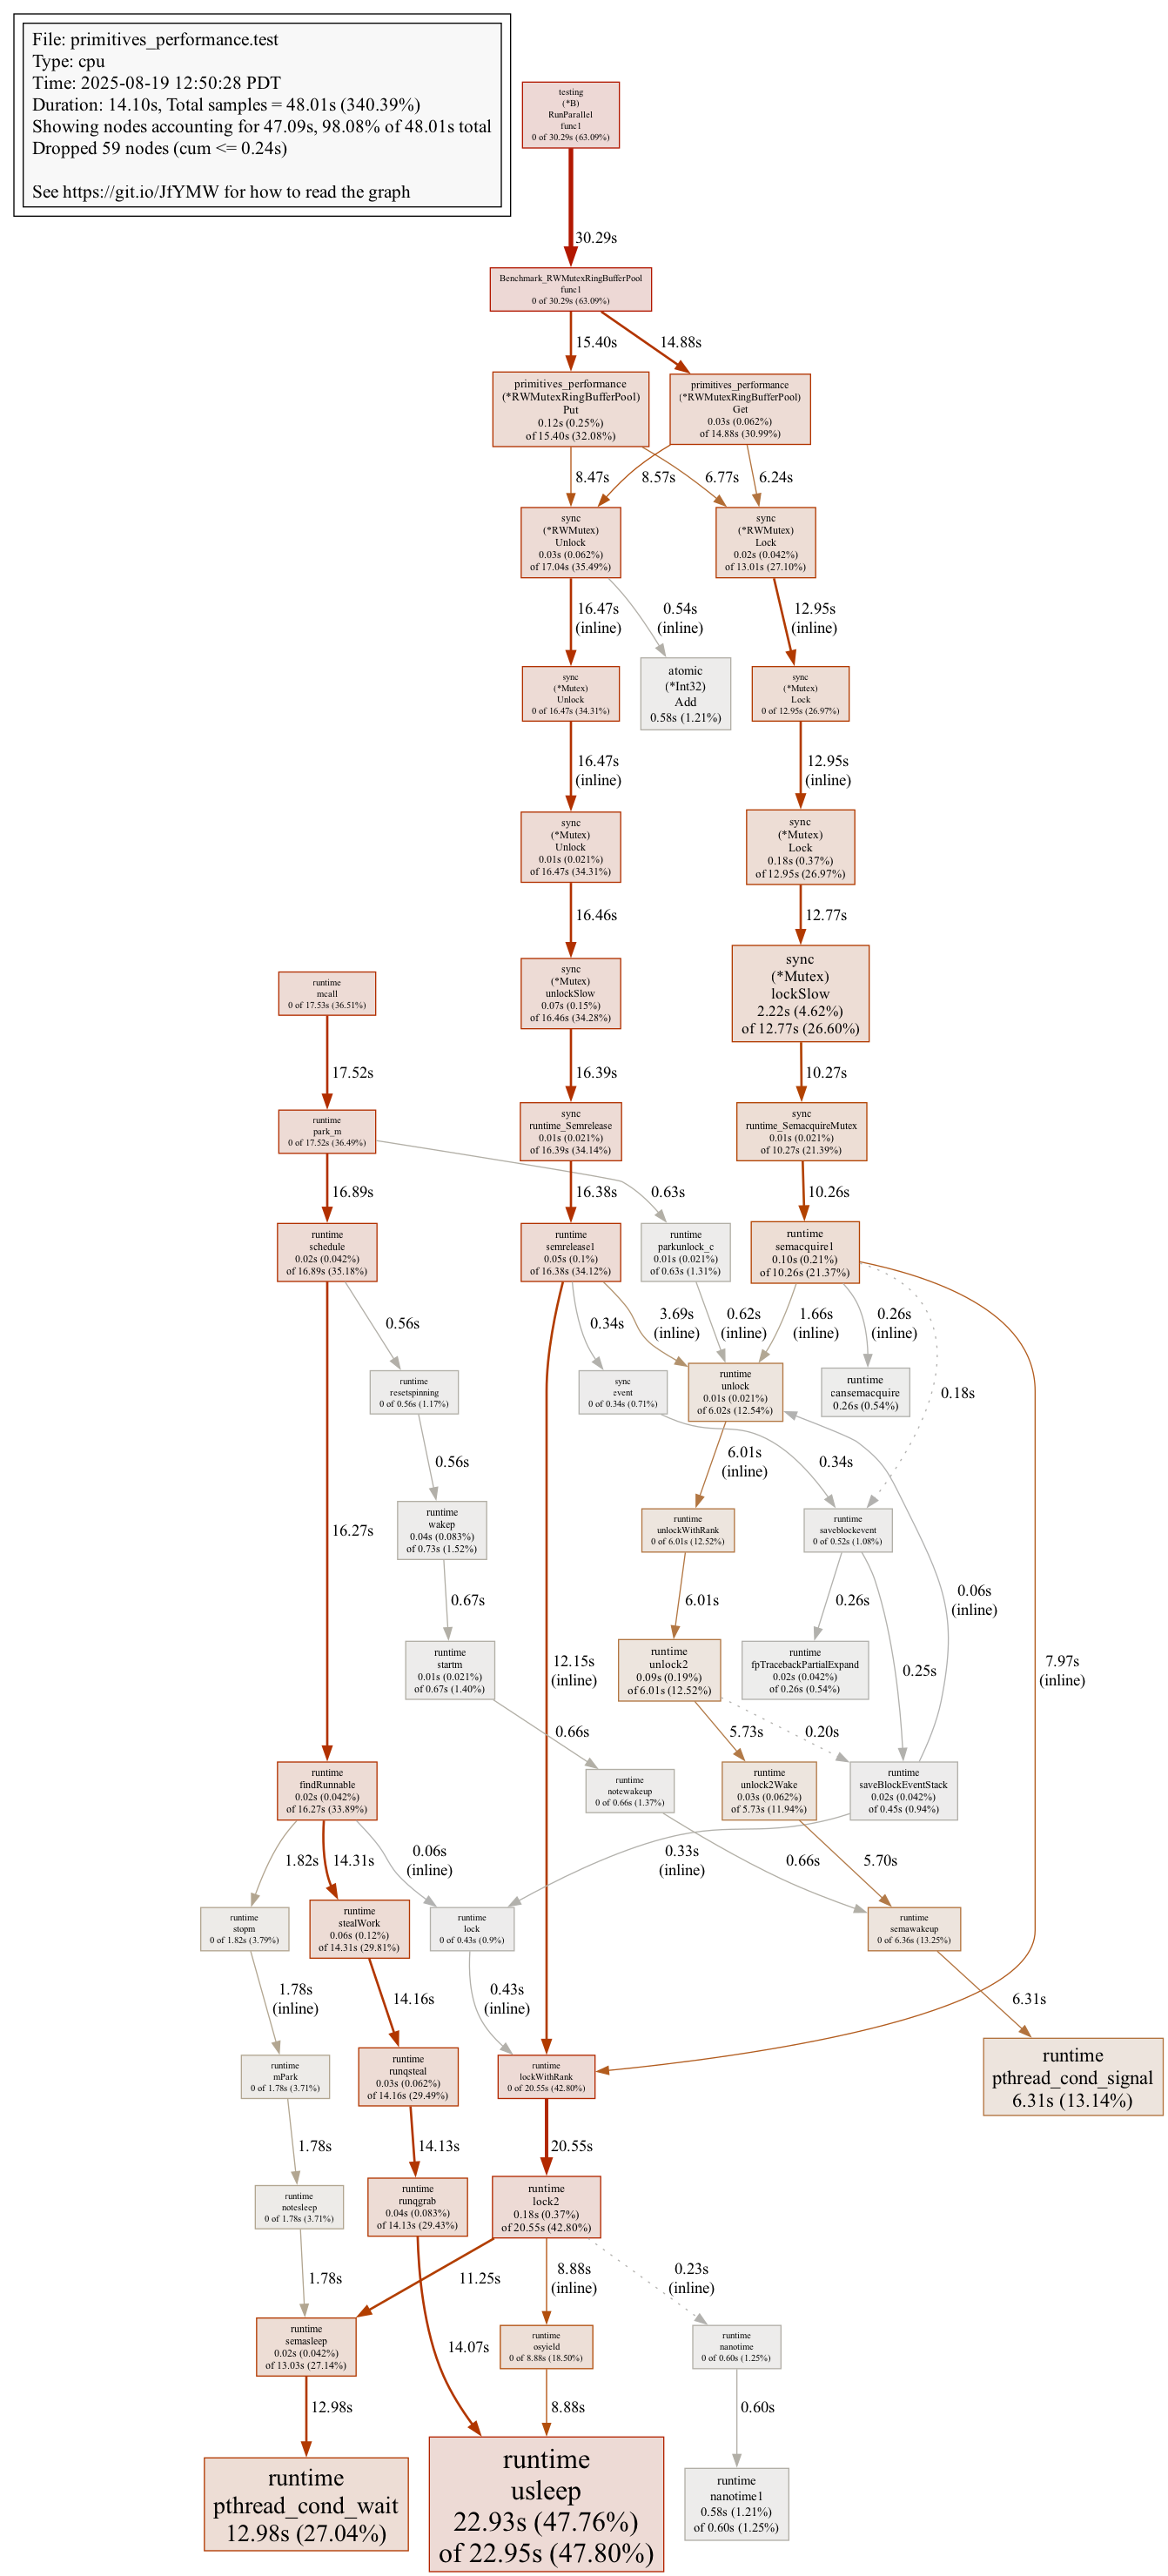 File: primitives_performance.test
Type: cpu
Time: 2025-08-19 12:50:28 PDT
Duration: 14.10s, Total samples = 48.01s (340.39%)
Showing nodes accounting for 47.09s, 98.08% of 48.01s total
Dropped 59 nodes (cum <= 0.24s)
See https://git.io/JfYMW for how to read the graph
testing
(*B)
RunParallel
func1
0 of 30.29s (63.09%)
30.29s
Benchmark_RWMutexRingBufferPool
func1
0 of 30.29s (63.09%)
15.40s
14.88s
primitives_performance
(*RWMutexRingBufferPool)
Put
0.12s (0.25%)
of 15.40s (32.08%)
primitives_performance
(*RWMutexRingBufferPool)
Get
0.03s (0.062%)
of 14.88s (30.99%)
8.47s
8.57s
6.77s
6.24s
sync
(*RWMutex)
Unlock
0.03s (0.062%)
of 17.04s (35.49%)
sync
(*RWMutex)
Lock
0.02s (0.042%)
of 13.01s (27.10%)
16.47s
(inline)
0.54s
(inline)
12.95s
(inline)
sync
(*Mutex)
Unlock
0 of 16.47s (34.31%)
atomic
(*Int32)
Add
0.58s (1.21%)
sync
(*Mutex)
Lock
0 of 12.95s (26.97%)
16.47s
(inline)
12.95s
(inline)
sync
(*Mutex)
Unlock
0.01s (0.021%)
of 16.47s (34.31%)
sync
(*Mutex)
Lock
0.18s (0.37%)
of 12.95s (26.97%)
16.46s
12.77s
runtime
mcall
0 of 17.53s (36.51%)
sync
(*Mutex)
unlockSlow
0.07s (0.15%)
of 16.46s (34.28%)
sync
(*Mutex)
lockSlow
2.22s (4.62%)
of 12.77s (26.60%)
17.52s
16.39s
10.27s
runtime
park_m
0 of 17.52s (36.49%)
sync
runtime_Semrelease
0.01s (0.021%)
of 16.39s (34.14%)
sync
runtime_SemacquireMutex
0.01s (0.021%)
of 10.27s (21.39%)
16.89s
16.38s
0.63s
10.26s
runtime
schedule
0.02s (0.042%)
of 16.89s (35.18%)
runtime
semrelease1
0.05s (0.1%)
of 16.38s (34.12%)
runtime
parkunlock_c
0.01s (0.021%)
of 0.63s (1.31%)
runtime
semacquire1
0.10s (0.21%)
of 10.26s (21.37%)
0.56s
0.34s
3.69s
(inline)
0.62s
(inline)
1.66s
(inline)
0.26s
(inline)
0.18s
runtime
resetspinning
0 of 0.56s (1.17%)
sync
event
0 of 0.34s (0.71%)
runtime
unlock
0.01s (0.021%)
of 6.02s (12.54%)
runtime
cansemacquire
0.26s (0.54%)
0.56s
6.01s
(inline)
0.34s
16.27s
runtime
wakep
0.04s (0.083%)
of 0.73s (1.52%)
runtime
unlockWithRank
0 of 6.01s (12.52%)
runtime
saveblockevent
0 of 0.52s (1.08%)
0.67s
6.01s
0.26s
0.06s
(inline)
runtime
startm
0.01s (0.021%)
of 0.67s (1.40%)
12.15s
(inline)
runtime
unlock2
0.09s (0.19%)
of 6.01s (12.52%)
runtime
fpTracebackPartialExpand
0.02s (0.042%)
of 0.26s (0.54%)
0.25s
7.97s
(inline)
0.66s
5.73s
0.20s
runtime
findRunnable
0.02s (0.042%)
of 16.27s (33.89%)
runtime
notewakeup
0 of 0.66s (1.37%)
runtime
unlock2Wake
0.03s (0.062%)
of 5.73s (11.94%)
runtime
saveBlockEventStack
0.02s (0.042%)
of 0.45s (0.94%)
1.82s
14.31s
0.06s
(inline)
0.33s
(inline)
0.66s
5.70s
runtime
stopm
0 of 1.82s (3.79%)
runtime
stealWork
0.06s (0.12%)
of 14.31s (29.81%)
runtime
lock
0 of 0.43s (0.9%)
runtime
semawakeup
0 of 6.36s (13.25%)
1.78s
(inline)
14.16s
0.43s
(inline)
6.31s
runtime
mPark
0 of 1.78s (3.71%)
runtime
runqsteal
0.03s (0.062%)
of 14.16s (29.49%)
runtime
lockWithRank
0 of 20.55s (42.80%)
runtime
pthread_cond_signal
6.31s (13.14%)
1.78s
14.13s
20.55s
runtime
notesleep
0 of 1.78s (3.71%)
runtime
runqgrab
0.04s (0.083%)
of 14.13s (29.43%)
runtime
lock2
0.18s (0.37%)
of 20.55s (42.80%)
1.78s
11.25s
8.88s
(inline)
0.23s
(inline)
runtime
semasleep
0.02s (0.042%)
of 13.03s (27.14%)
14.07s
runtime
osyield
0 of 8.88s (18.50%)
runtime
nanotime
0 of 0.60s (1.25%)
12.98s
8.88s
0.60s
runtime
pthread_cond_wait
12.98s (27.04%)
runtime
usleep
22.93s (47.76%)
of 22.95s (47.80%)
runtime
nanotime1
0.58s (1.21%)
of 0.60s (1.25%)